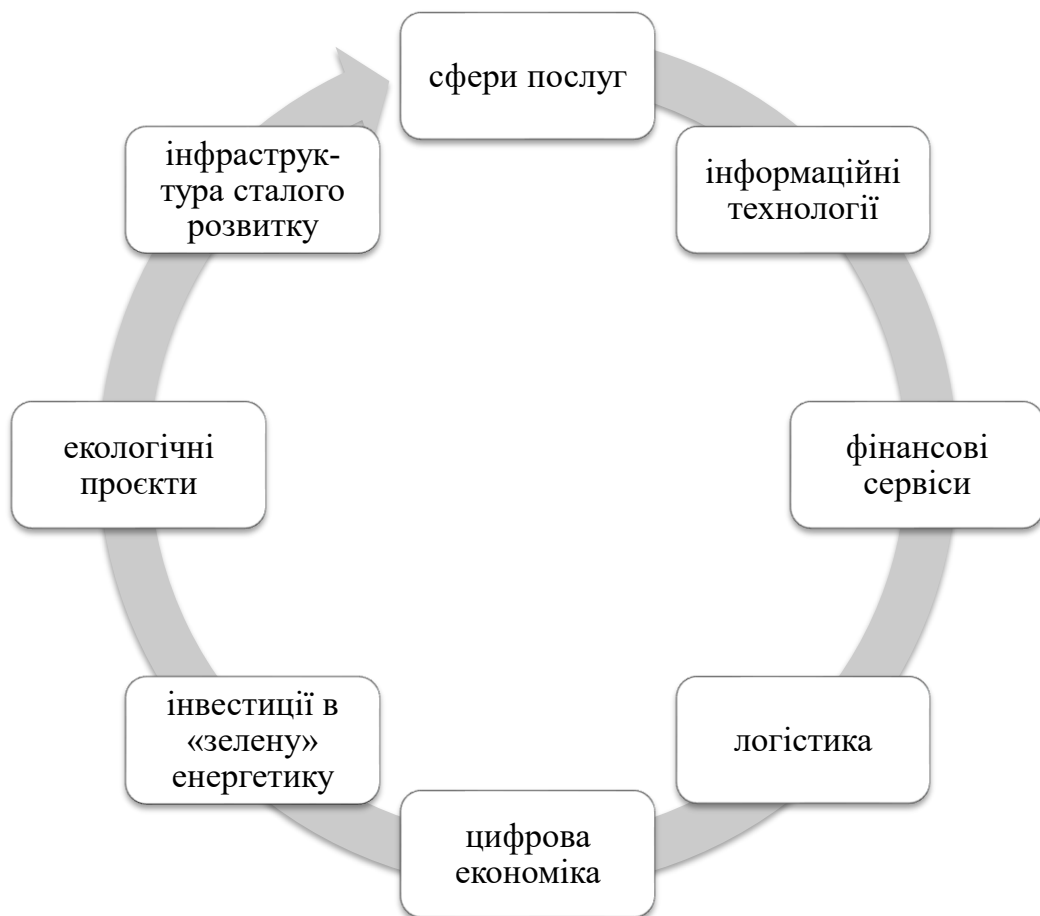 сфери послуг
інформаційні
технології
фінансові
сервіси
логістика
цифрова
економіка
інвестиції в
«зелену»
енергетику
екологічні
проєкти
інфраструк-
тура сталого
розвитку